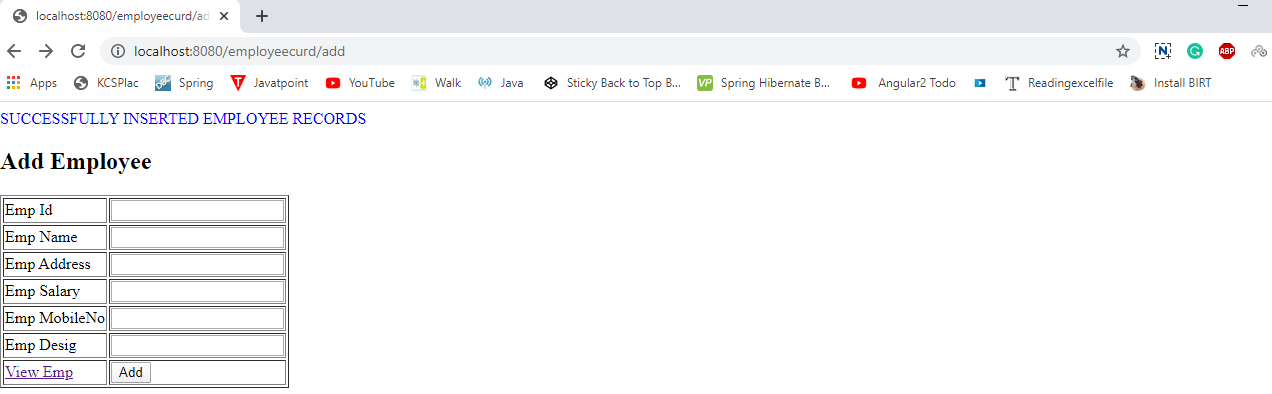 localhost:8080/employeecurd/ad
localhost:8080/employeecurd/add
N G ABP
Apps KCSPlac Spring Javatpoint YouTube Walk Java Sticky Back to Top B... VP Spring Hibernate B... Angular2 Todo T Readingexcelfile Install BIRT
SUCCESSFULLY INSERTED EMPLOYEE RECORDS
Add Employee
Emp Id
Emp Name
Emp Address
Emp Salary
Emp MobileNo
Emp Desig
View Emp Add